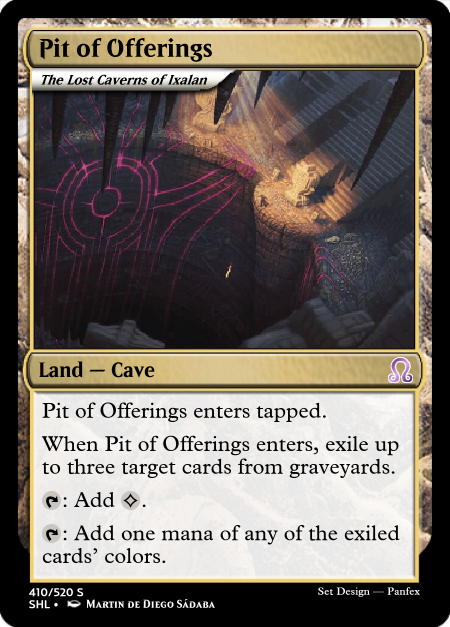 Pit of Offerings
The Lost Caverns of Ixalan
Land — Cave
Pit of Offerings enters tapped.
When Pit of Offerings enters, exile up
to three target cards from graveyards.
: Add .
: Add one mana of any of the exiled
cards' colors.
410/520 S
Set Design — Panfex
SHL • Martin de Diego Sádaba